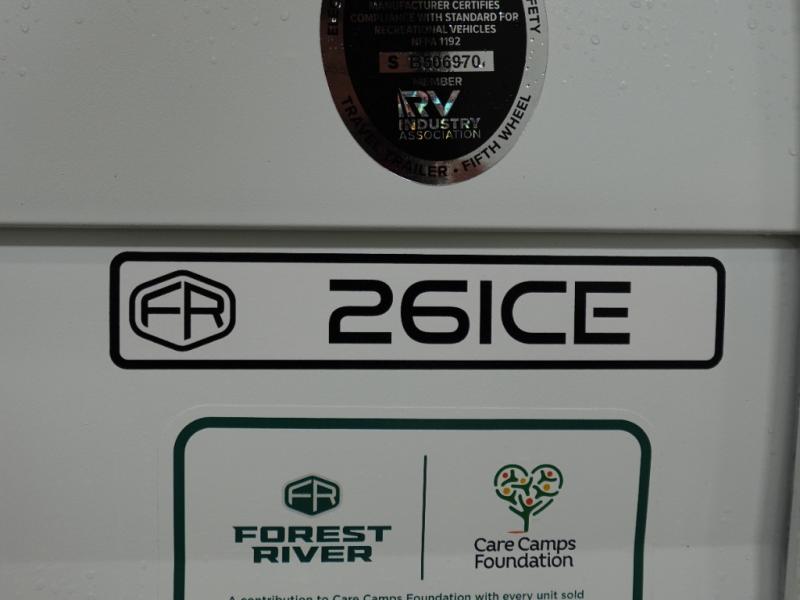 MANUFACTURER CERTIFIES
COMPLIANCE WITH STANDARD FOR
RECREATIONAL VEHICLES
NFPA 1192
S B506970
MEMBER
RV
INDUSTRY
ASSOCIATION
TRAVEL TRAILER • FIFTH WHEEL
FR 26ICE
FR
FOREST
RIVER
Care Camps
Foundation
A contribution to Care Camps Foundation with every unit sold